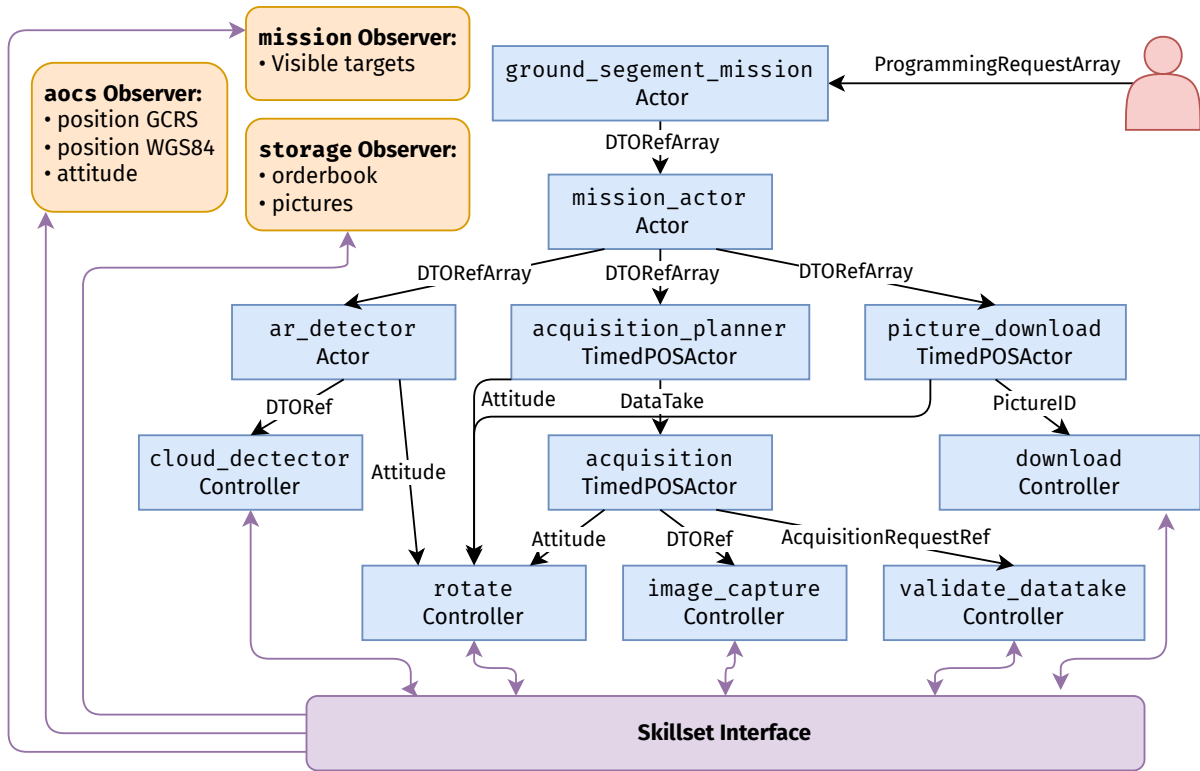 mission Observer:
• Visible targets
aocs Observer:
• position GCRS
• position WGS84
• attitude
storage Observer:
• orderbook
• pictures
ground_segement_mission
Actor
ProgrammingRequestArray
DTORefArray
mission_actor
Actor
DTORefArray
DTORefArray
DTORefArray
ar_detector
Actor
acquisition_planner
TimedPOSActor
picture_download
TimedPOSActor
DTORef
Attitude
Attitude
DataTake
PictureID
cloud_dectector
Controller
acquisition
TimedPOSActor
download
Controller
Attitude
DTORef
AcquisitionRequestRef
rotate
Controller
image_capture
Controller
validate_datatake
Controller
Skillset Interface